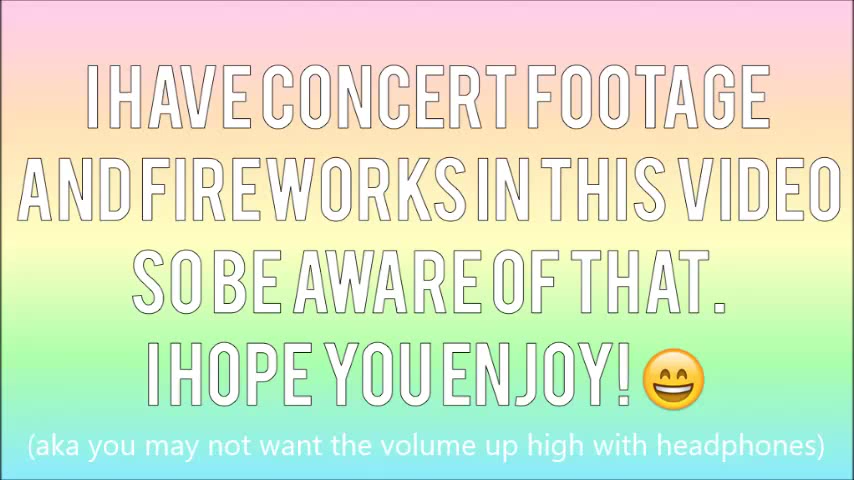 I HAVE CONCERT FOOTAGE
AND FIREWORKS IN THIS VIDEO
SO BE AWARE OF THAT.
I HOPE YOU ENJOY! 😄
(aka you may not want the volume up high with headphones)